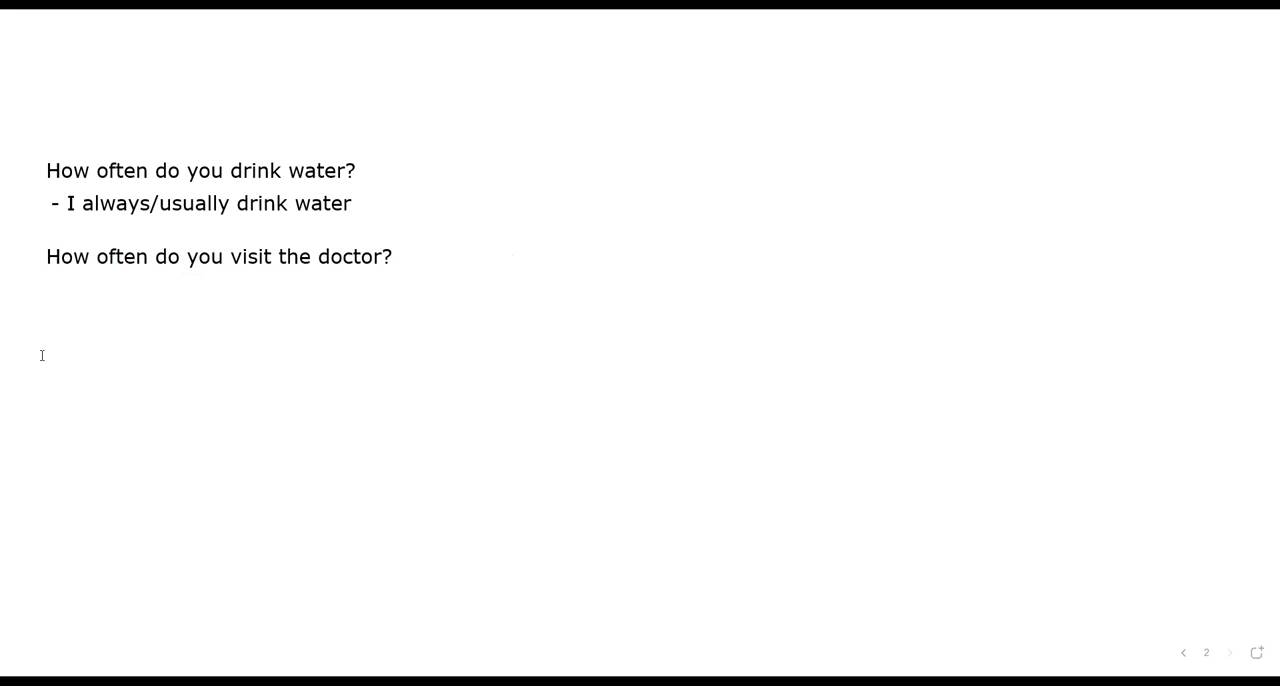 How often do you drink water?
- I always/usually drink water
How often do you visit the doctor?
2